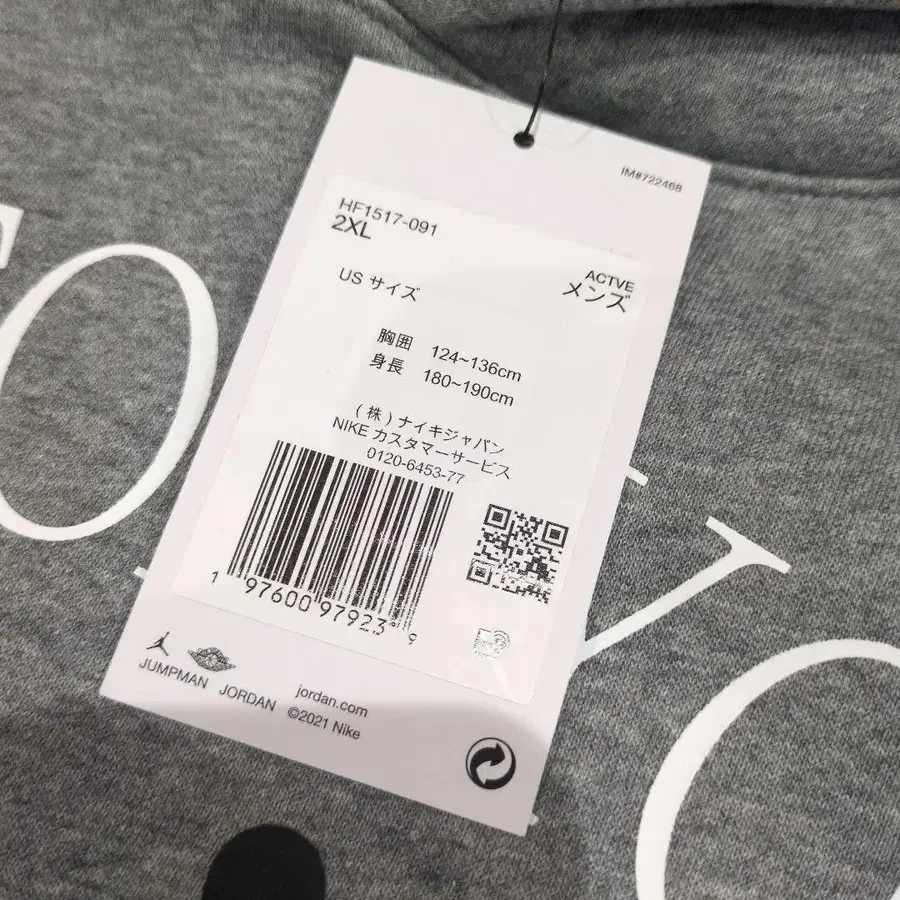 IM#722468
HF1517-091
2XL
ACTVE
US サイズ
メンズ
胸囲 124~136cm
身長 180~190cm
(株)ナイキジャパン
NIKE カスタマーサービス
0120-6453-77
1 97600 97923 9
JUMPMAN
JORDAN
jordan.com
©2021 Nike
O
Y
O